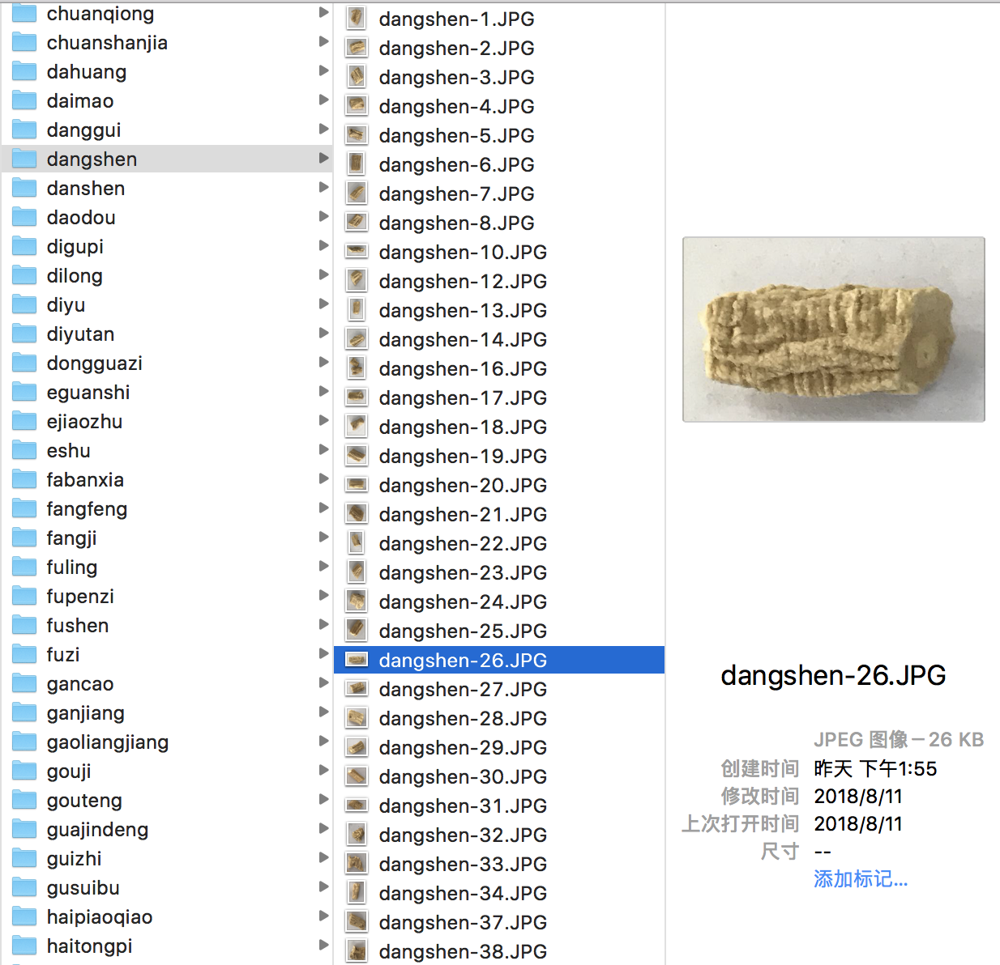 chuanqiong
chuanshanjia
dahuang
daimao
danggui
dangshen
danshen
daodou
digupi
dilong
diyu
diyutan
dongguazi
eguanshi
ejiaozhu
eshu
fabanxia
fangfeng
fangji
fuling
fupenzi
fushen
fuzi
gancao
ganjiang
gaoliangjiang
gouji
gouteng
guajindeng
guizhi
gusuibu
haipiaoqiao
haitongpi
dangshen-1.JPG
dangshen-2.JPG
dangshen-3.JPG
dangshen-4.JPG
dangshen-5.JPG
dangshen-6.JPG
dangshen-7.JPG
dangshen-8.JPG
dangshen-10.JPG
dangshen-12.JPG
dangshen-13.JPG
dangshen-14.JPG
dangshen-16.JPG
dangshen-17.JPG
dangshen-18.JPG
dangshen-19.JPG
dangshen-20.JPG
dangshen-21.JPG
dangshen-22.JPG
dangshen-23.JPG
dangshen-24.JPG
dangshen-25.JPG
dangshen-26.JPG
dangshen-27.JPG
dangshen-28.JPG
dangshen-29.JPG
dangshen-30.JPG
dangshen-31.JPG
dangshen-32.JPG
dangshen-33.JPG
dangshen-34.JPG
dangshen-37.JPG
dangshen-38.JPG
dangshen-26.JPG
JPEG 图像－26 KB
创建时间 昨天 下午1:55
修改时间 2018/8/11
上次打开时间 2018/8/11
尺寸 --
添加标记...